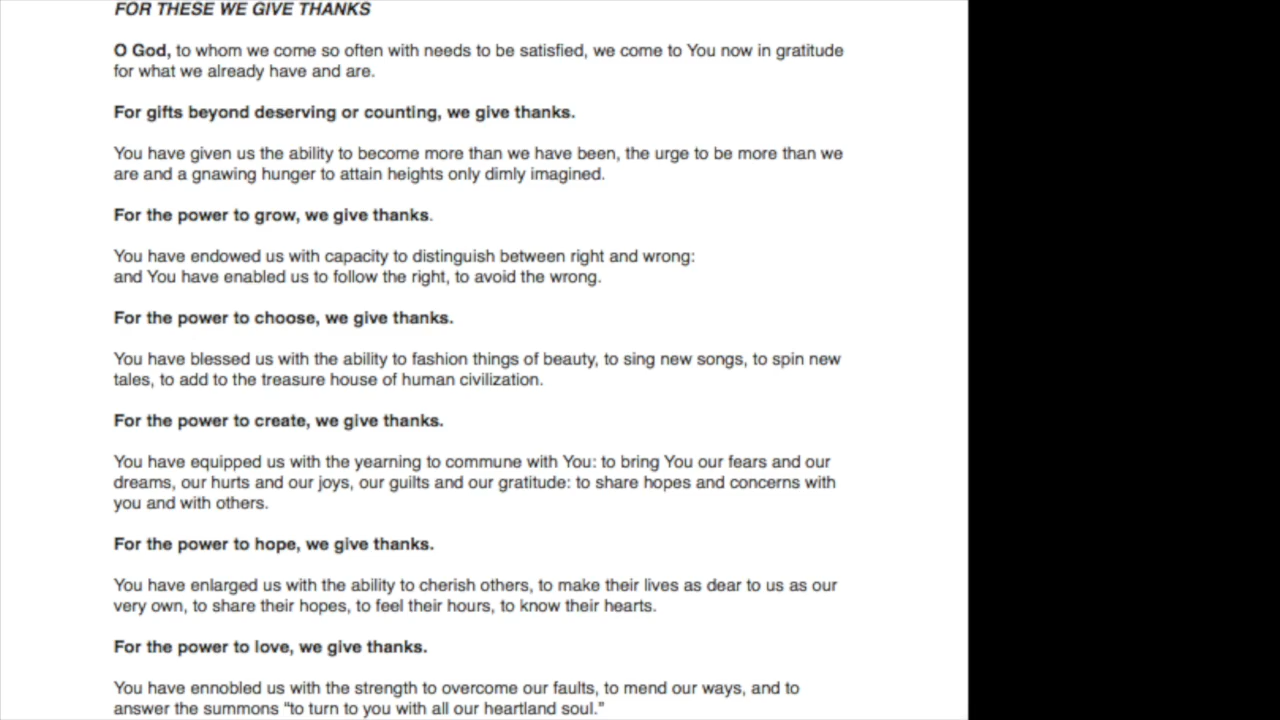 FOR THESE WE GIVE THANKS
O God, to whom we come so often with needs to be satisfied, we come to You now in gratitude
for what we already have and are.
For gifts beyond deserving or counting, we give thanks.
You have given us the ability to become more than we have been, the urge to be more than we
are and a gnawing hunger to attain heights only dimly imagined.
For the power to grow, we give thanks.
You have endowed us with capacity to distinguish between right and wrong:
and You have enabled us to follow the right, to avoid the wrong.
For the power to choose, we give thanks.
You have blessed us with the ability to fashion things of beauty, to sing new songs, to spin new
tales, to add to the treasure house of human civilization.
For the power to create, we give thanks.
You have equipped us with the yearning to commune with You: to bring You our fears and our
dreams, our hurts and our joys, our guilts and our gratitude: to share hopes and concerns with
you and with others.
For the power to hope, we give thanks.
You have enlarged us with the ability to cherish others, to make their lives as dear to us as our
very own, to share their hopes, to feel their hours, to know their hearts.
For the power to love, we give thanks.
You have ennobled us with the strength to overcome our faults, to mend our ways, and to
answer the summons “to turn to you with all our heartland soul.”